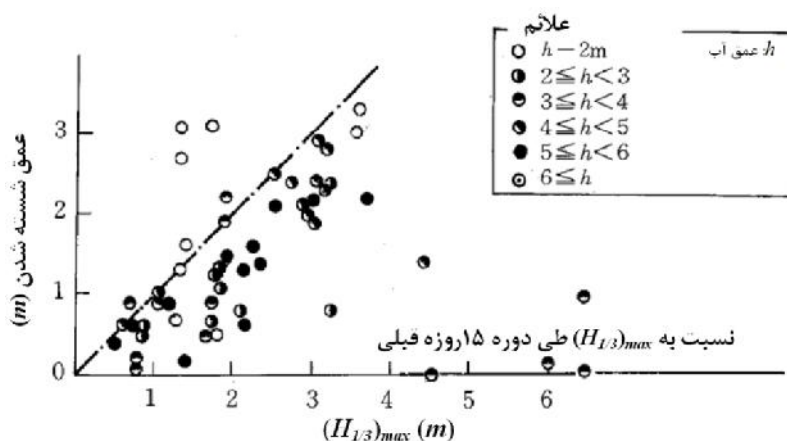 علائم
h: عمق آب
h − 2m
2 ≦ h < 3
3 ≦ h < 4
4 ≦ h < 5
5 ≦ h < 6
6 ≦ h
عمق شسته شدن (m)
3
2
1
0
نسبت به (H1/3)max طی دوره ۱۵روزه قبلی
1 2 3 4 5 6
(H1/3)max (m)